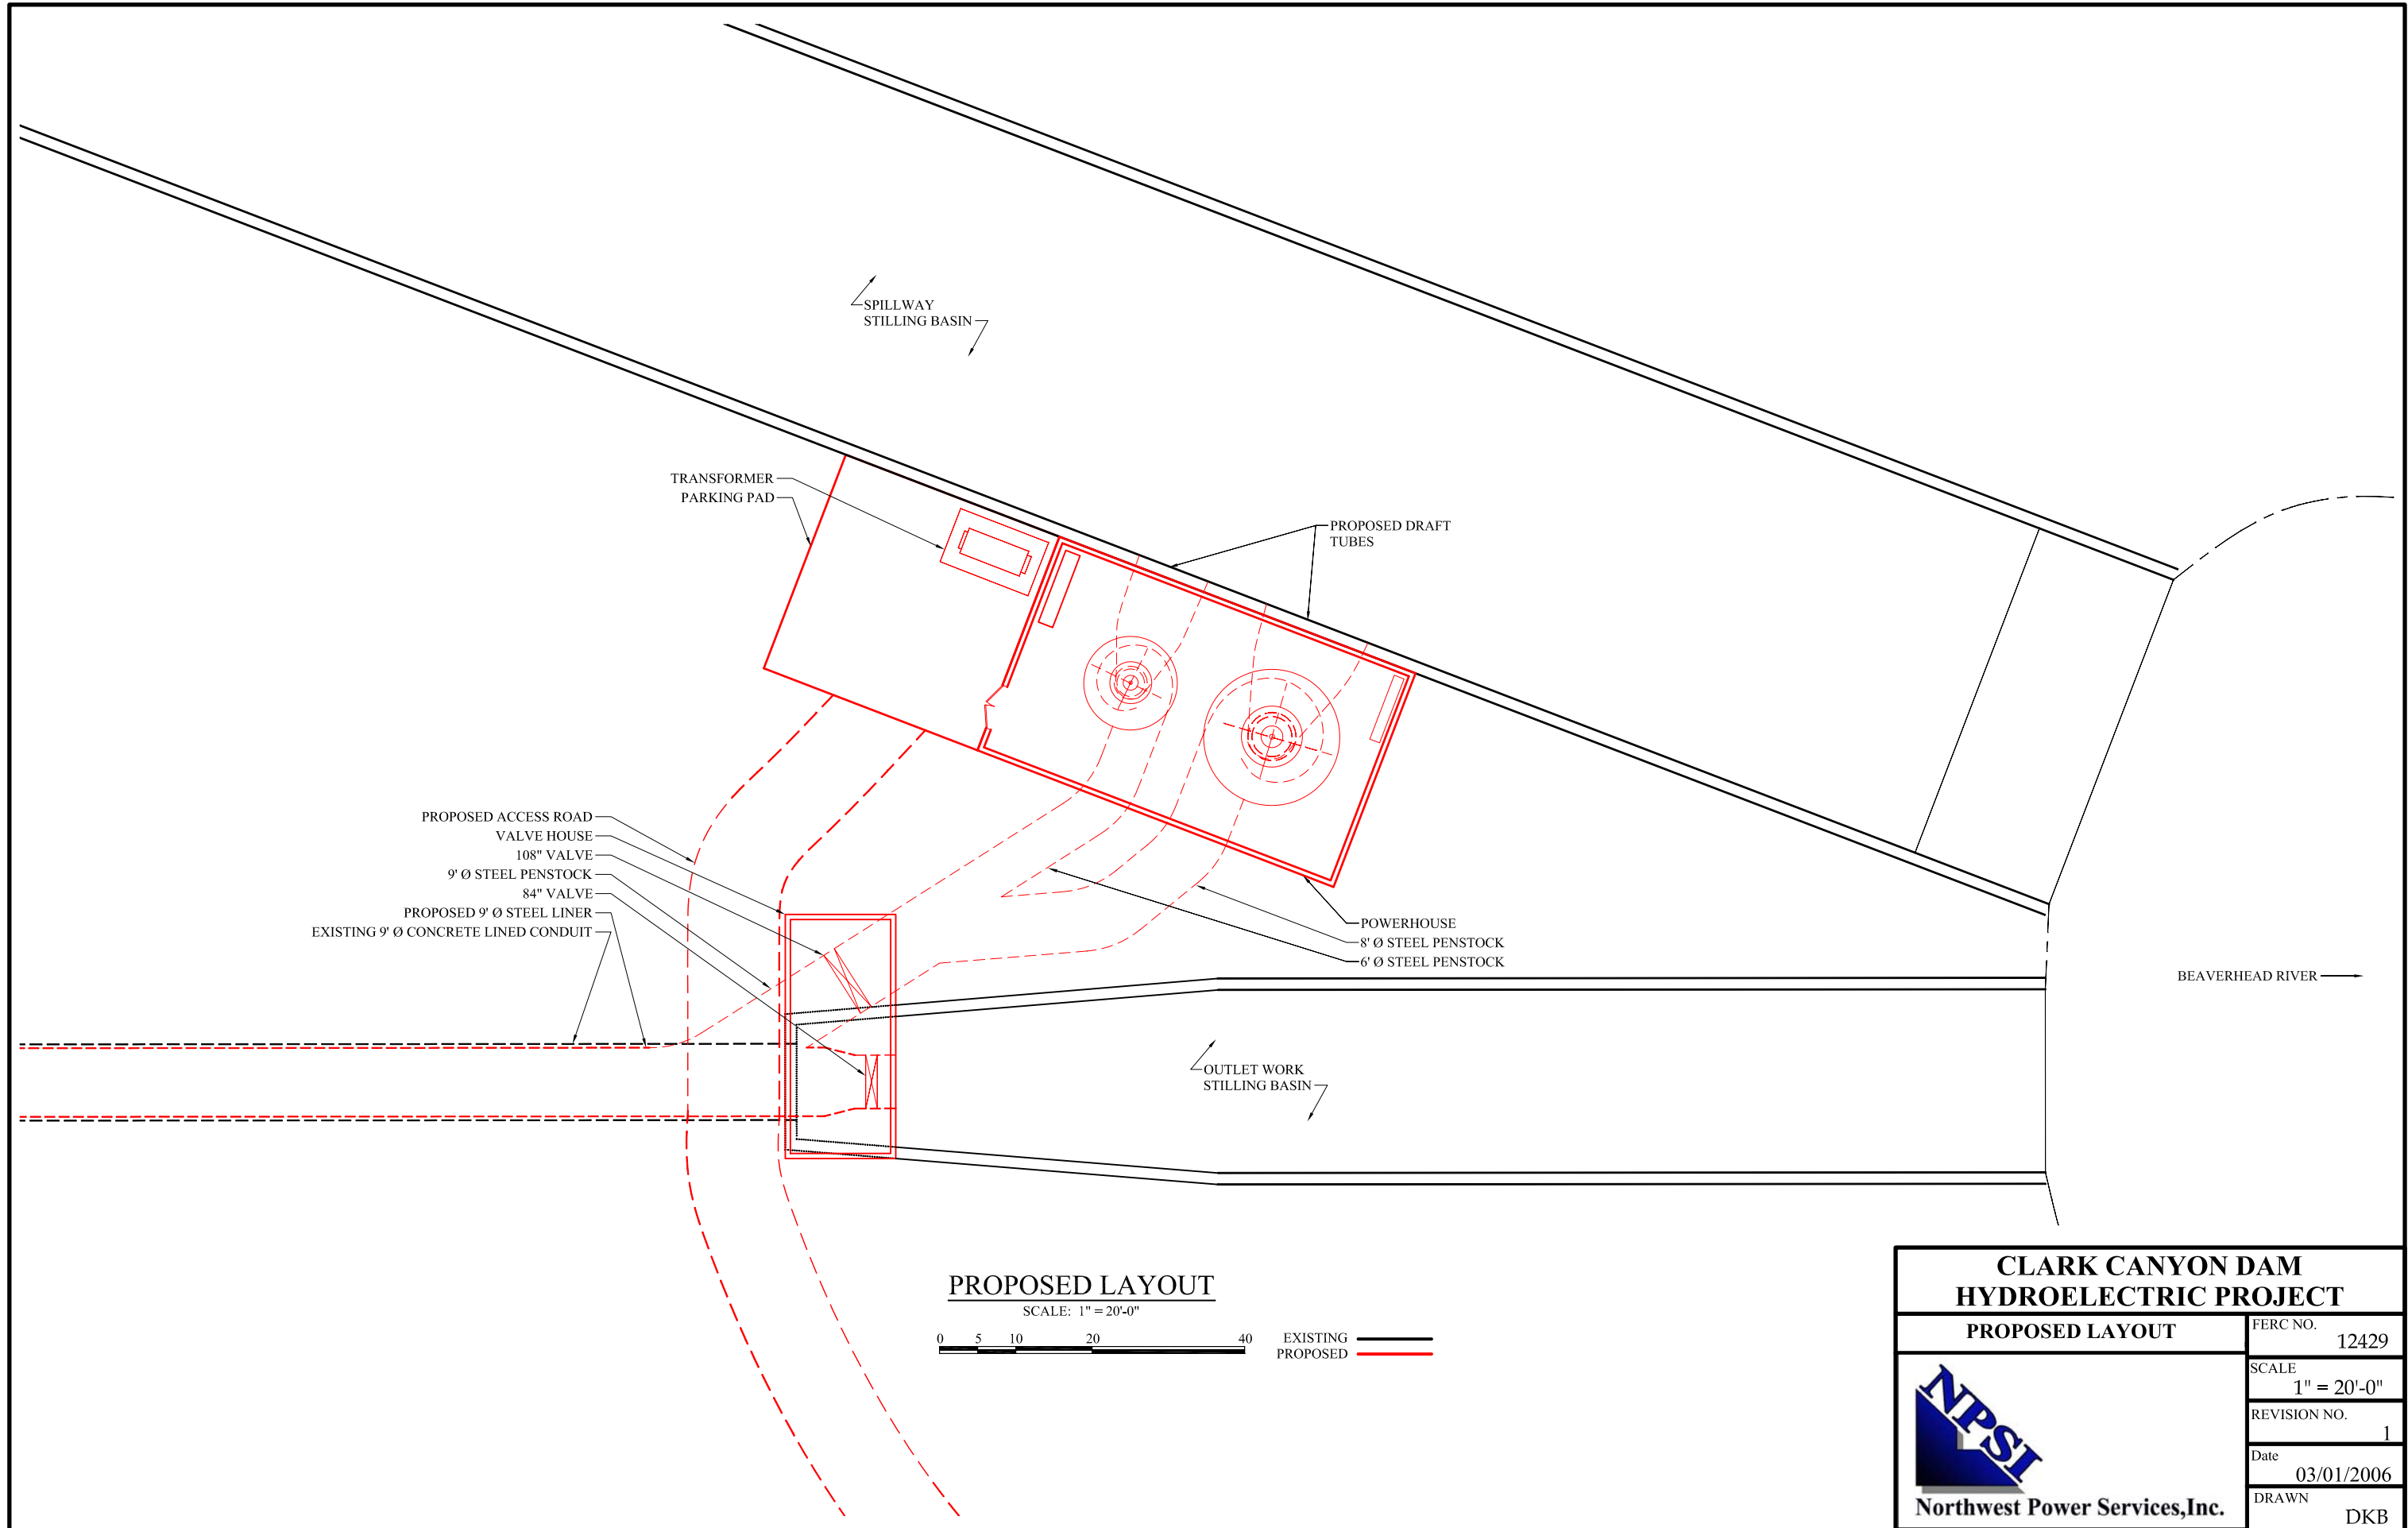 SPILLWAY
STILLING BASIN
TRANSFORMER
PARKING PAD
PROPOSED DRAFT
TUBES
PROPOSED ACCESS ROAD
VALVE HOUSE
108" VALVE
9' Ø STEEL PENSTOCK
84" VALVE
PROPOSED 9' Ø STEEL LINER
EXISTING 9' Ø CONCRETE LINED CONDUIT
POWERHOUSE
8' Ø STEEL PENSTOCK
6' Ø STEEL PENSTOCK
BEAVERHEAD RIVER
OUTLET WORK
STILLING BASIN
PROPOSED LAYOUT
SCALE: 1" = 20'-0"
0 5 10 20 40
EXISTING
PROPOSED
CLARK CANYON DAM
HYDROELECTRIC PROJECT
PROPOSED LAYOUT
FERC NO.
12429
SCALE
1" = 20'-0"
REVISION NO.
1
Date
03/01/2006
DRAWN
DKB
NPSI
Northwest Power Services,Inc.